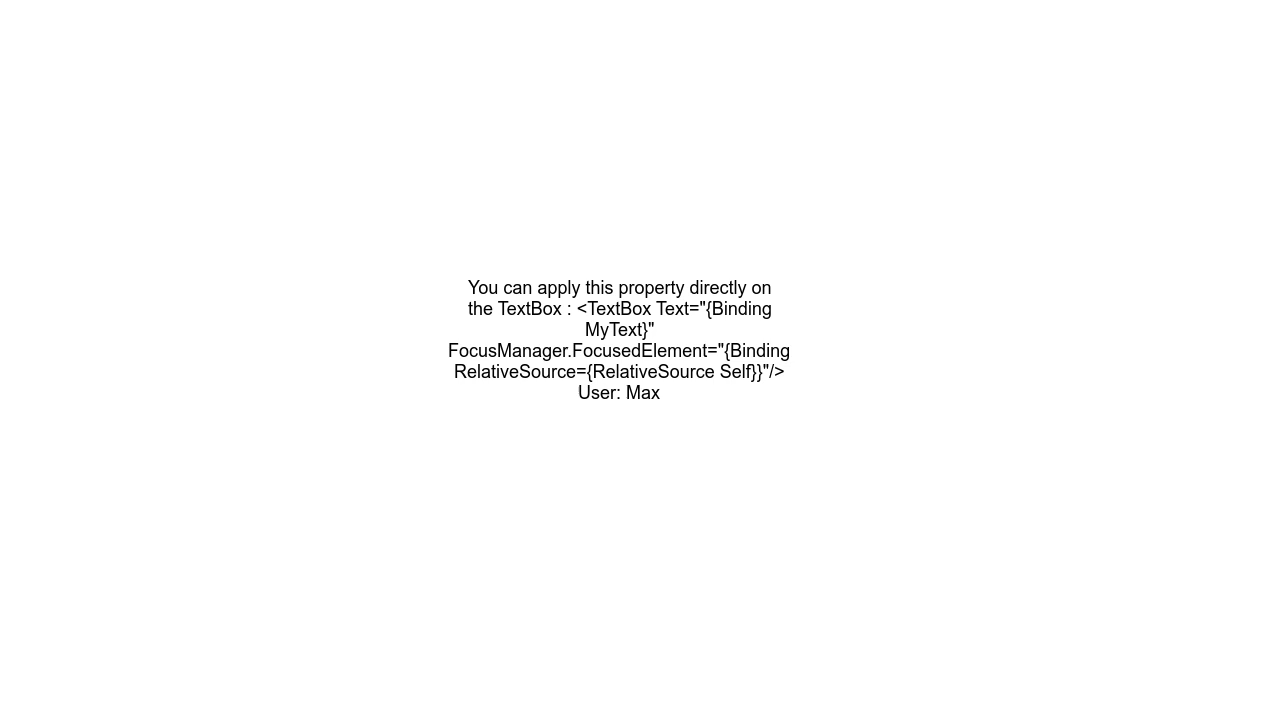 You can apply this property directly on
the TextBox : <TextBox Text="{Binding
MyText}"
FocusManager.FocusedElement="{Binding
RelativeSource={RelativeSource Self}}"/>
User: Max